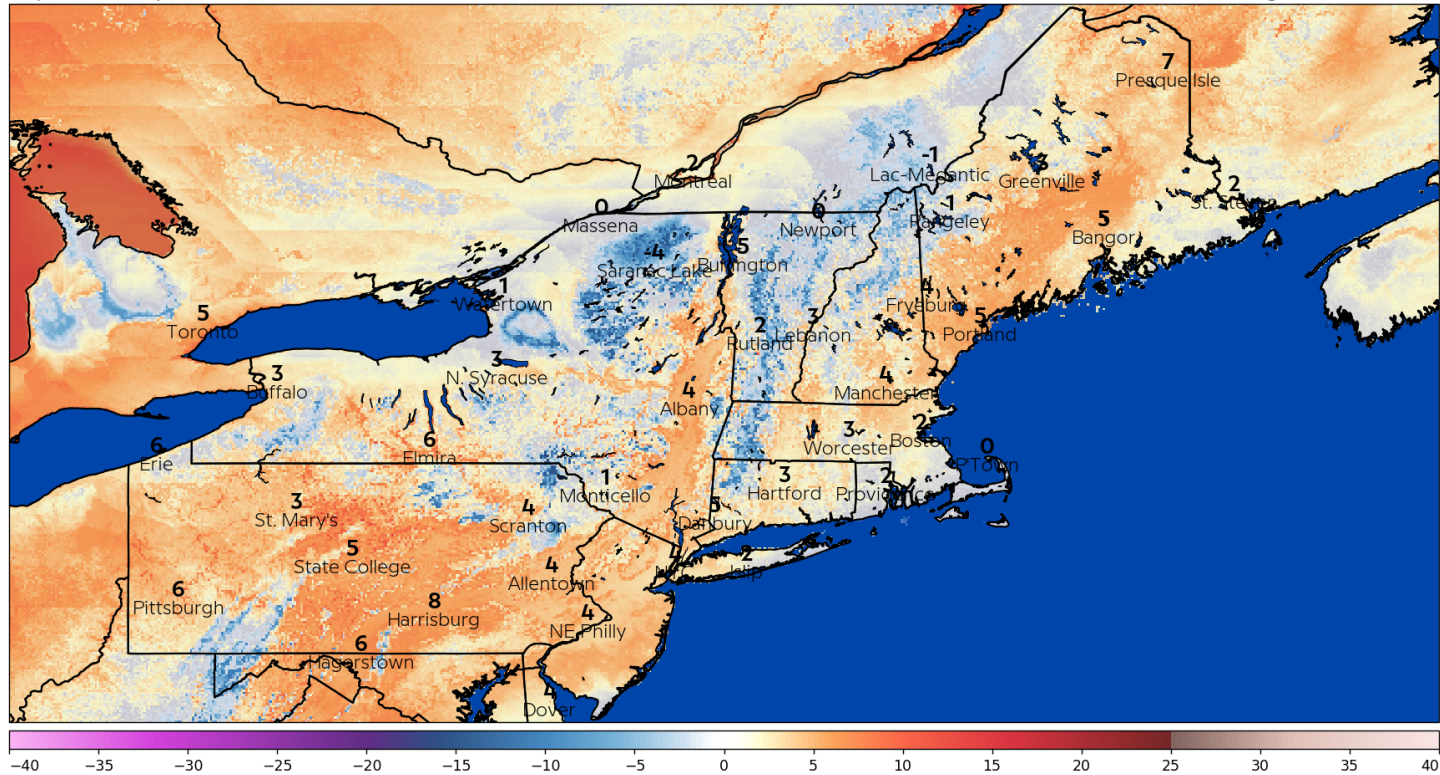 7
Presque Isle
-1
2
Lac-Megantic
3
Montreal
Greenville
2
-1
0
Rangeley
5
0
Massena
Newport
Bangor
-4
5
Saranac Lake
Burlington
1
4
Watertown
Fryeburg
5
3
5
2
Toronto
Lebanon
Portland
Rutland
3
3
N. Syracuse
4
4
Buffalo
Manchester
Albany
2
3
6
Boston
6
Worcester
0
Elmira
Erie
P'Town
1
3
2
Monticello
Hartford
Providence
3
4
5
St. Mary's
Scranton
Danbury
5
4
2
State College
4
Islip
6
Allentown
Pittsburgh
8
4
Harrisburg
NE Philly
6
Hagerstown
4
Dover
−40 −35 −30 −25 −20 −15 −10 −5 0 5 10 15 20 25 30 35 40